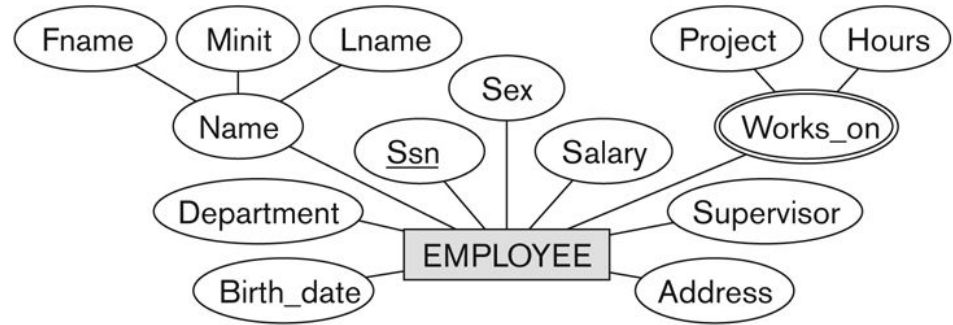 Fname Minit Lname Project Hours
Sex
Name Ssn Salary Works_on
Department Supervisor
EMPLOYEE
Birth_date Address